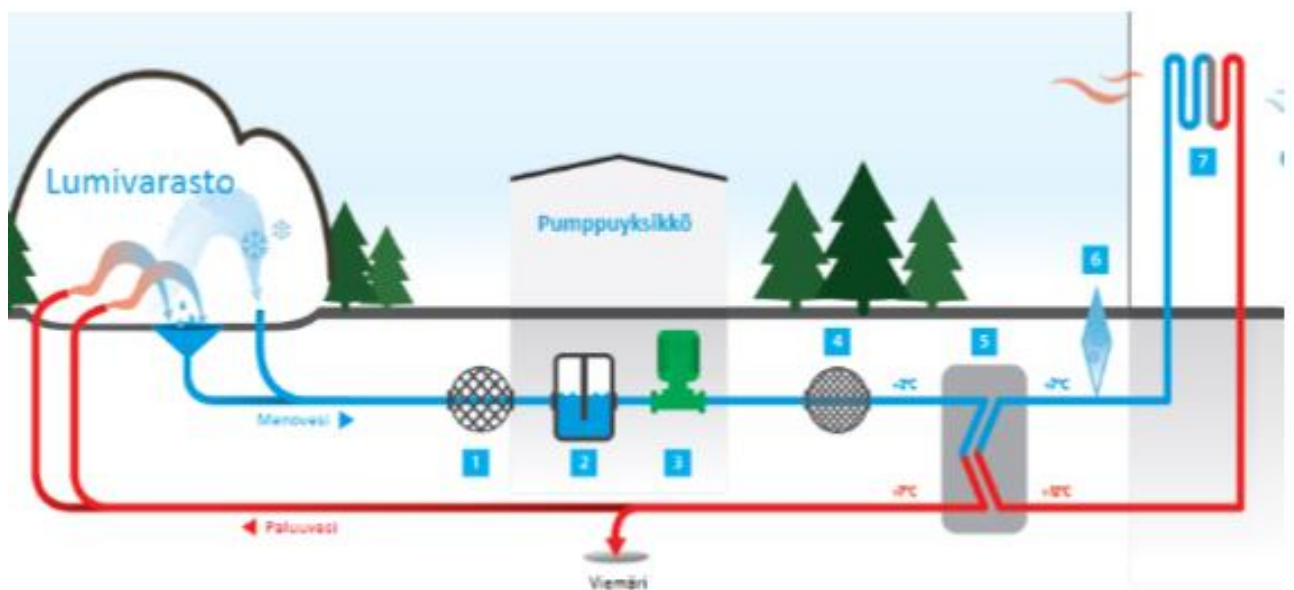 Lumivarasto
Pumppuyksikkö
7
6
4
5
Menovesi
1
2
3
Paluuvesi
Viemäri